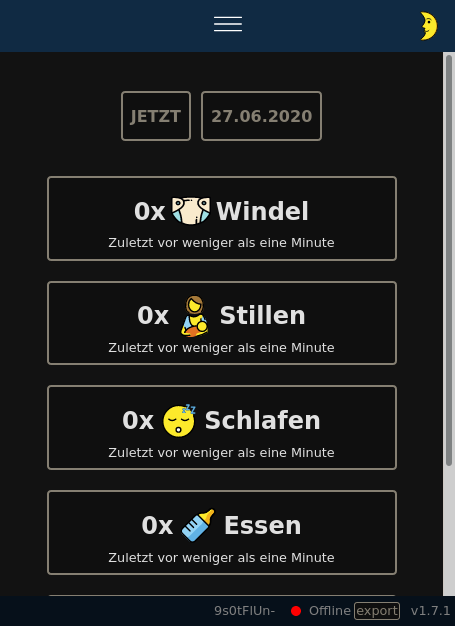 JETZT 27.06.2020
0x Windel
Zuletzt vor weniger als eine Minute
0x Stillen
Zuletzt vor weniger als eine Minute
0x Schlafen
Zuletzt vor weniger als eine Minute
0x Essen
Zuletzt vor weniger als eine Minute
9s0tFlUn- Offline export v1.7.1